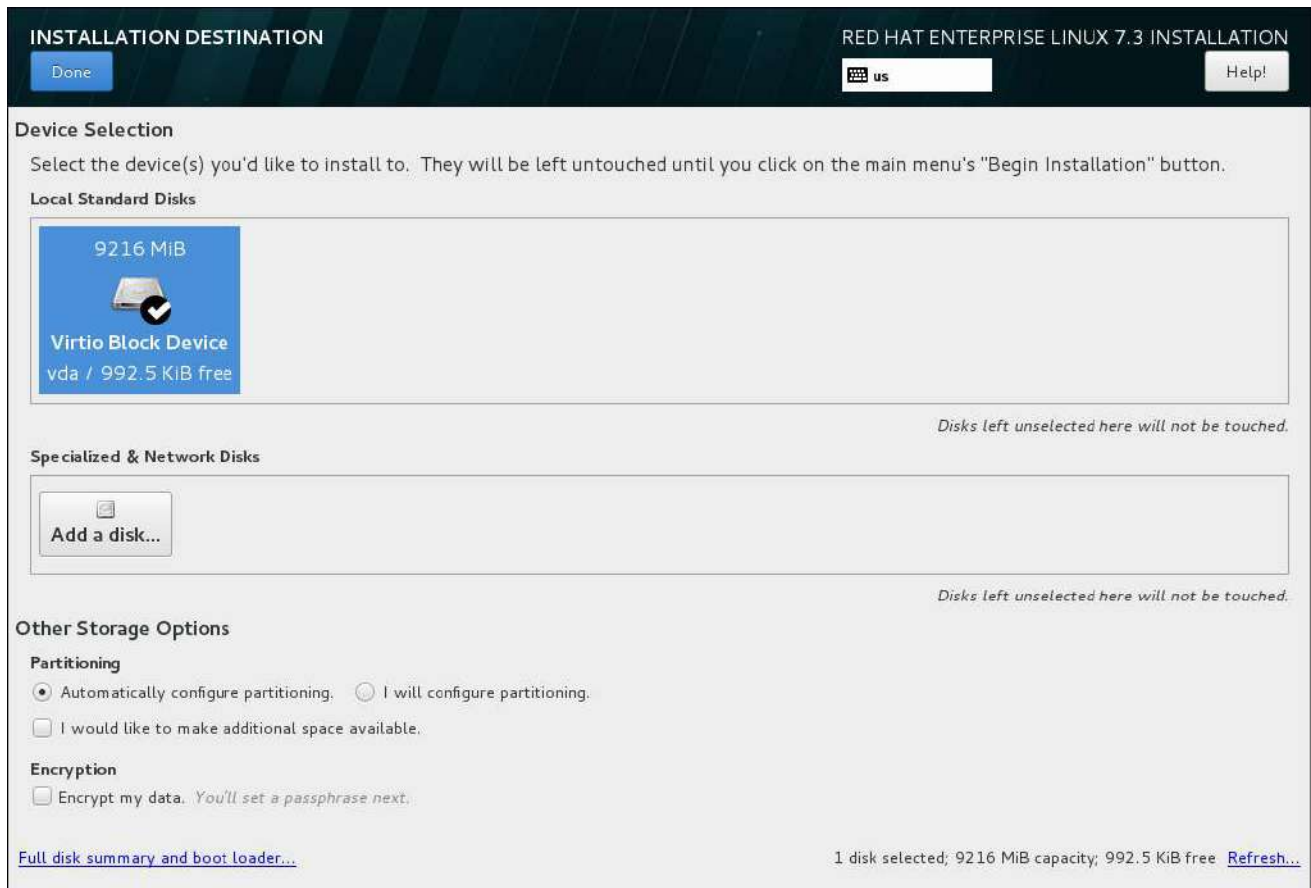 INSTALLATION DESTINATION
RED HAT ENTERPRISE LINUX 7.3 INSTALLATION
Done
us
Help!
Device Selection
Select the device(s) you'd like to install to. They will be left untouched until you click on the main menu's "Begin Installation" button.
Local Standard Disks
9216 MiB
Virtio Block Device
vda / 992.5 KiB free
Disks left unselected here will not be touched.
Specialized & Network Disks
Add a disk...
Disks left unselected here will not be touched.
Other Storage Options
Partitioning
Automatically configure partitioning. I will configure partitioning.
I would like to make additional space available.
Encryption
Encrypt my data. You'll set a passphrase next.
Full disk summary and boot loader...
1 disk selected; 9216 MiB capacity; 992.5 KiB free Refresh...